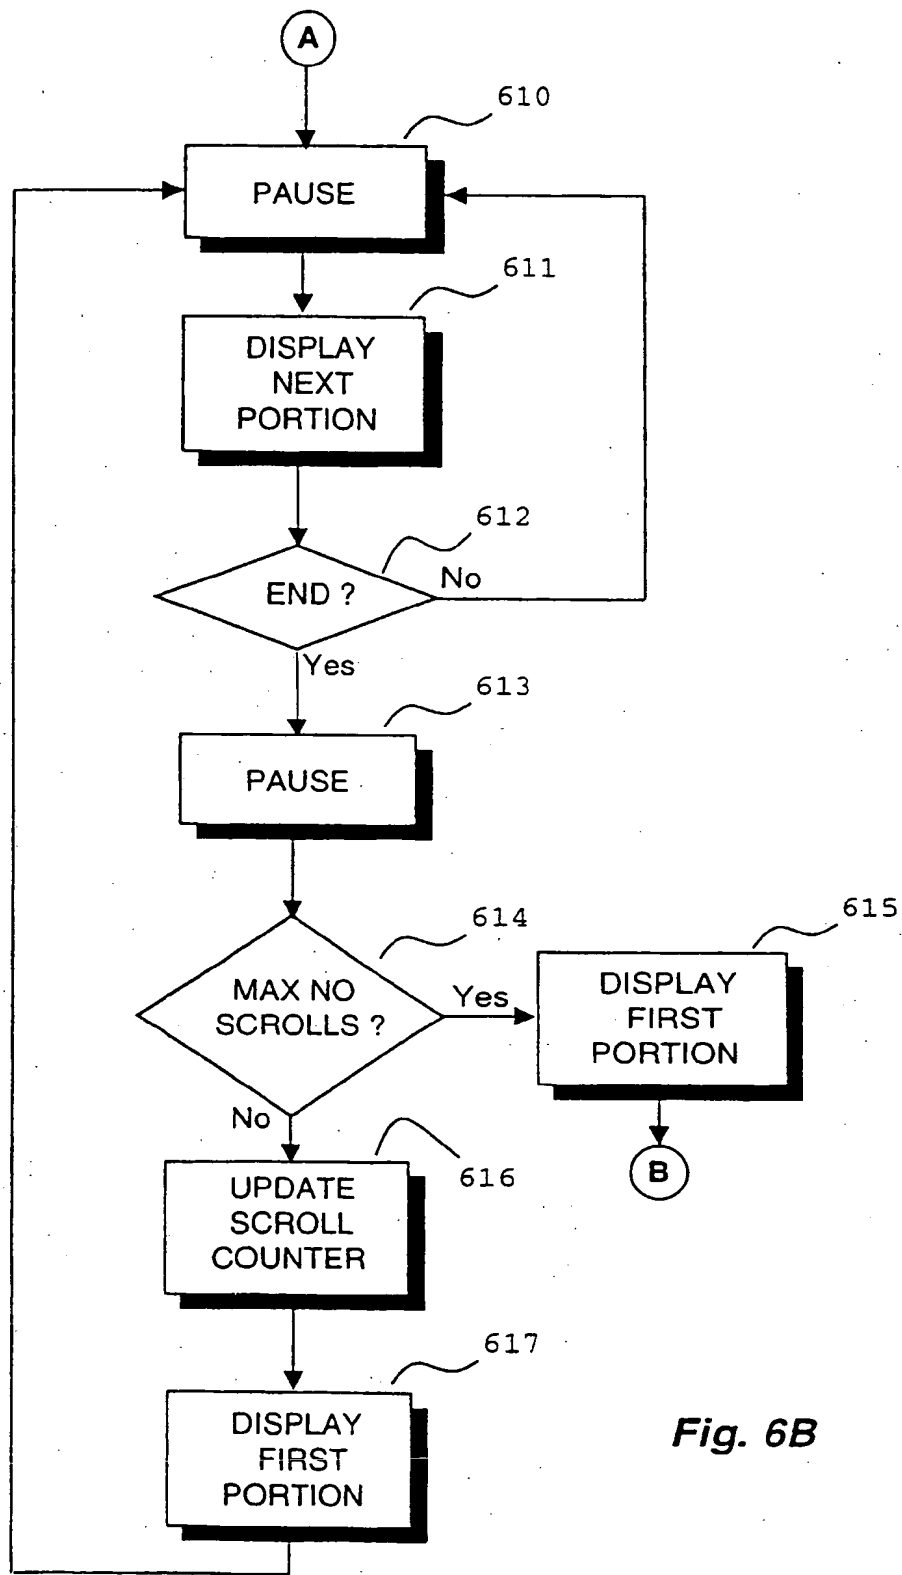 A
610
PAUSE
611
DISPLAY
NEXT
PORTION
612
END ?
No
Yes
613
PAUSE
614
MAX NO
SCROLLS ?
Yes
615
DISPLAY
FIRST
PORTION
No
B
616
UPDATE
SCROLL
COUNTER
617
DISPLAY
FIRST
PORTION
Fig. 6B